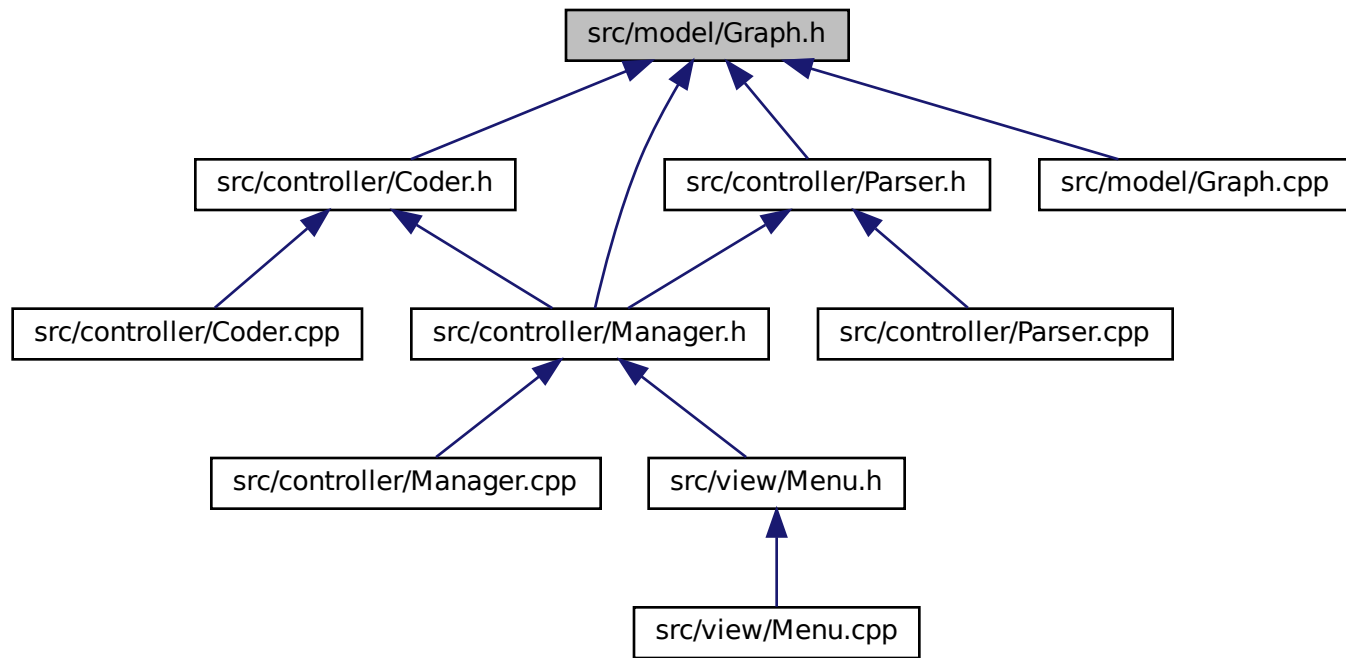 src/model/Graph.h
src/controller/Coder.h
src/controller/Parser.h
src/model/Graph.cpp
src/controller/Coder.cpp
src/controller/Manager.h
src/controller/Parser.cpp
src/controller/Manager.cpp
src/view/Menu.h
src/view/Menu.cpp